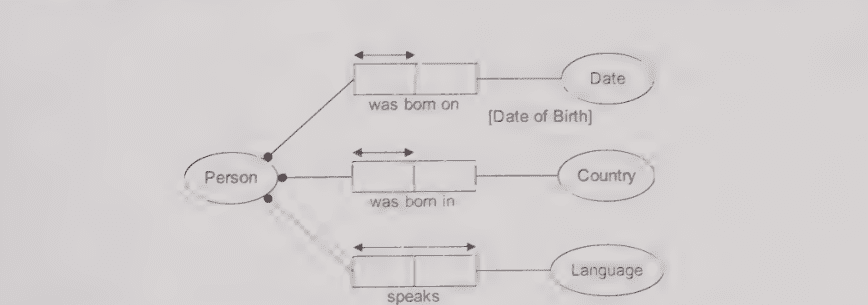 was born on
Date
[Date of Birth]
Person
was born in
Country
speaks
Language